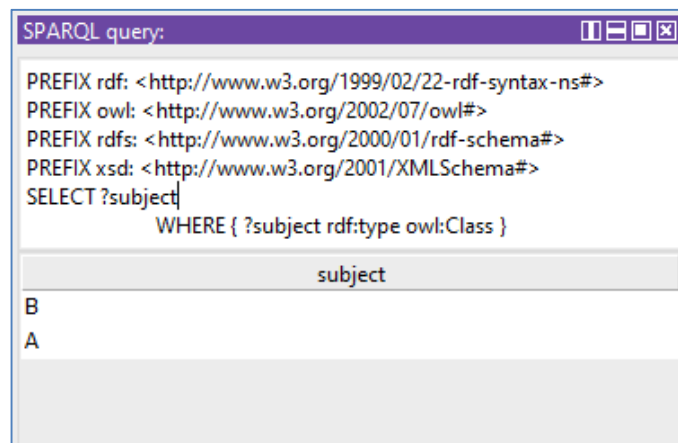 SPARQL query:
PREFIX rdf: <http://www.w3.org/1999/02/22-rdf-syntax-ns#>
PREFIX owl: <http://www.w3.org/2002/07/owl#>
PREFIX rdfs: <http://www.w3.org/2000/01/rdf-schema#>
PREFIX xsd: <http://www.w3.org/2001/XMLSchema#>
SELECT ?subject
WHERE { ?subject rdf:type owl:Class }
subject
B
A